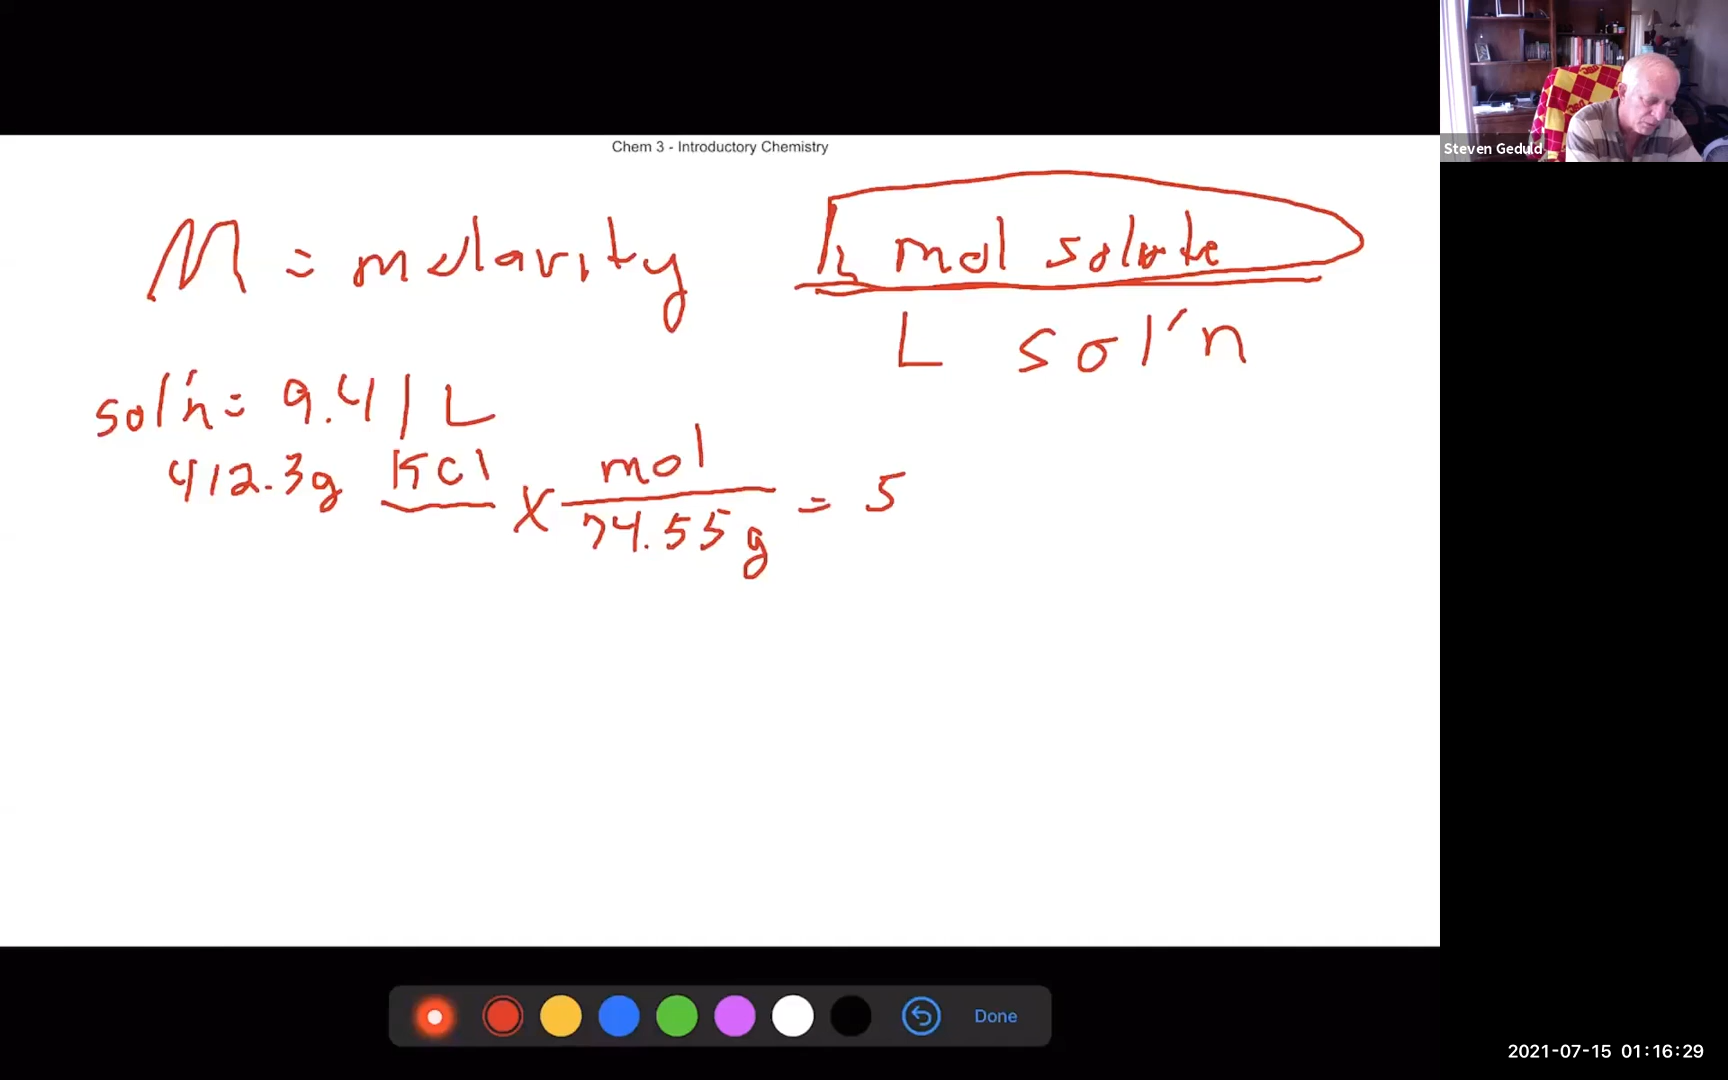 Chem 3 - Introductory Chemistry
M = molarity
n mol solute
L sol'n
sol'n = 9.41 L
412.3g KCl x mol / 74.55 g = 5
Steven Geduld
Done
2021-07-15 01:16:29